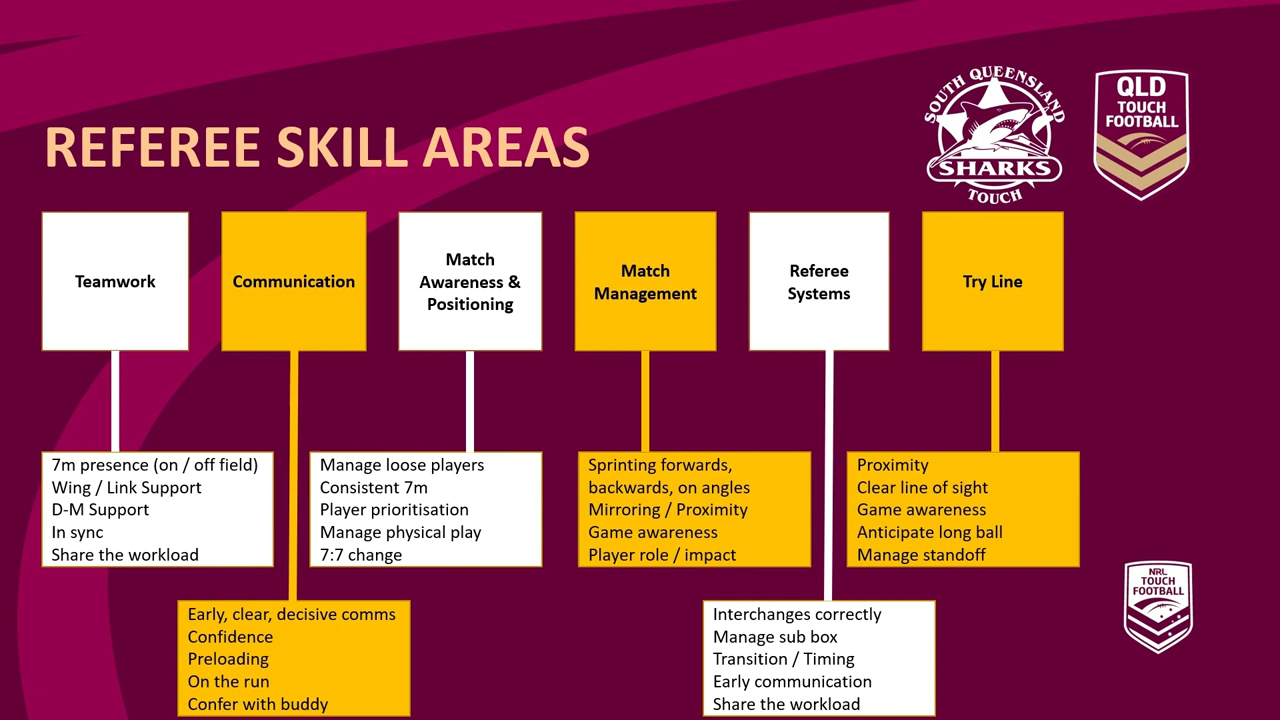 SOUTH QUEENSLAND
SHARKS
TOUCH
QLD
TOUCH
FOOTBALL
REFEREE SKILL AREAS
Teamwork
Communication
Match
Awareness &
Positioning
Match
Management
Referee
Systems
Try Line
7m presence (on / off field)
Wing / Link Support
D-M Support
In sync
Share the workload
Manage loose players
Consistent 7m
Player prioritisation
Manage physical play
7:7 change
Sprinting forwards,
backwards, on angles
Mirroring / Proximity
Game awareness
Player role / impact
Proximity
Clear line of sight
Game awareness
Anticipate long ball
Manage standoff
NRL
TOUCH
FOOTBALL
Early, clear, decisive comms
Confidence
Preloading
On the run
Confer with buddy
Interchanges correctly
Manage sub box
Transition / Timing
Early communication
Share the workload